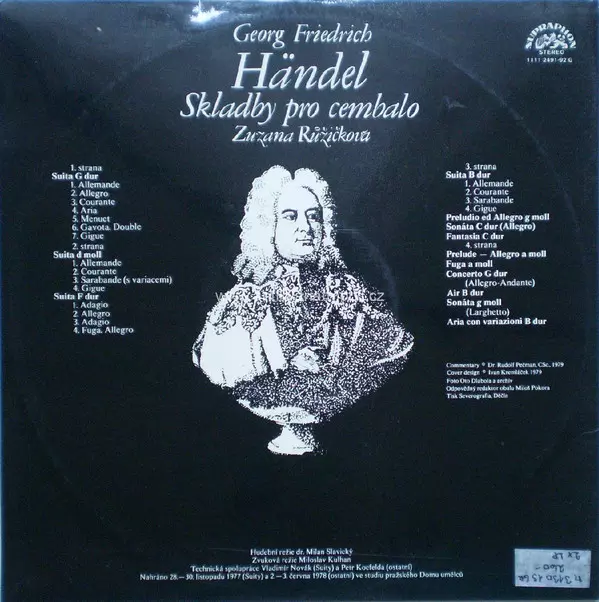 Georg Friedrich
Händel
Skladby pro cembalo
Zuzana Růžičková
SUPRAPHON
STEREO
1111 2491-92 G
1. strana
Suita G dur
1. Allemande
2. Allegro
3. Courante
4. Aria
5. Menuet
6. Gavota. Double
7. Gigue
2. strana
Suita d moll
1. Allemande
2. Courante
3. Sarabande (s variacemi)
4. Gigue
Suita F dur
1. Adagio
2. Allegro
3. Adagio
4. Fuga. Allegro
3. strana
Suita B dur
1. Allemande
2. Courante
3. Sarabande
4. Gigue
Preludio ed Allegro g moll
Sonáta C dur (Allegro)
Fantasia C dur
4. strana
Prelude — Allegro a moll
Fuga a moll
Concerto G dur
(Allegro-Andante)
Air B dur
Sonáta g moll
(Larghetto)
Aria con variazioni B dur
Commentary © Dr. Rudolf Pečman, CSc., 1979
Cover design © Ivan Kremláček 1979
Foto Oto Dlabola a archív
Odpovědný redaktor obalu Miloš Pokora
Tisk Severografia, Děčín
Hudební režie dr. Milan Slavický
Zvuková režie Miloslav Kulhan
Technická spolupráce Vladimír Novák (Suity) a Petr Kocfelda (ostatní)
Nahráno 28.—30. listopadu 1977 (Suity) a 2.—3. června 1978 (ostatní) ve studiu pražského Domu umělců
2x LP